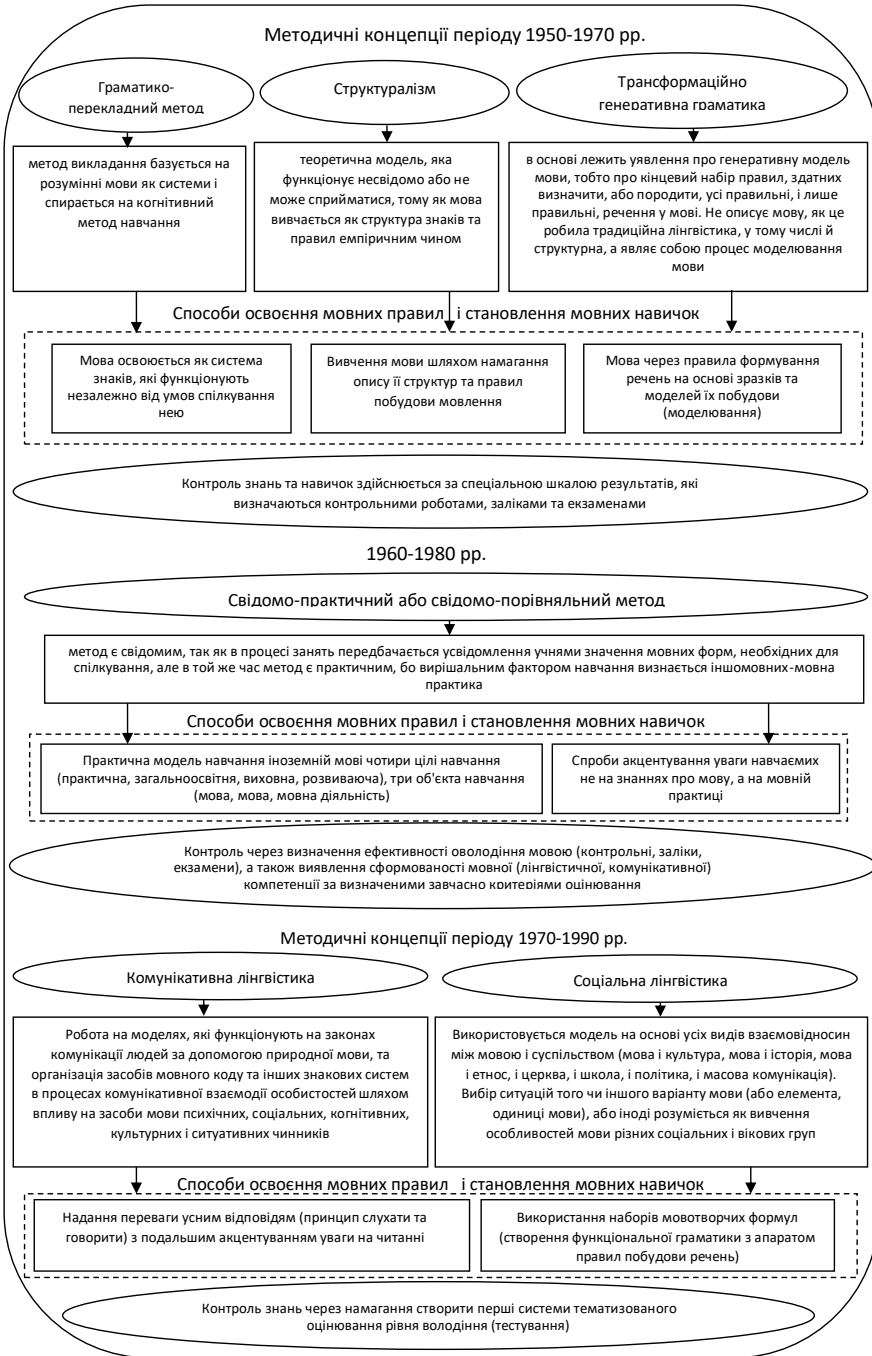 Методичні концепції періоду 1950-1970 рр.
Граматико-
перекладний метод
Структуралізм
Трансформаційно
генеративна граматика
метод викладання базується на
розумінні мови як системи і
спирається на когнітивний
метод навчання
теоретична модель, яка
функціонує несвідомо або не
може сприйматися, тому як мова
вивчається як структура знаків та
правил емпіричним чином
в основі лежить уявлення про генеративну модель
мови, тобто про кінцевий набір правил, здатних
визначити, або породити, усі правильні, і лише
правильні, речення у мові. Не описує мову, як це
робила традиційна лінгвістика, у тому числі й
структурна, а являє собою процес моделювання
мови
Способи освоєння мовних правил і становлення мовних навичок
Мова освоюється як система
знаків, які функціонують
незалежно від умов спілкування
нею
Вивчення мови шляхом намагання
опису її структур та правил
побудови мовлення
Мова через правила формування
речень на основі зразків та
моделей їх побудови
(моделювання)
Контроль знань та навичок здійснюється за спеціальною шкалою результатів, які
визначаються контрольними роботами, заліками та екзаменами
1960-1980 рр.
Свідомо-практичний або свідомо-порівняльний метод
метод є свідомим, так як в процесі занять передбачається усвідомлення учнями значення мовних форм, необхідних для
спілкування, але в той же час метод є практичним, бо вирішальним фактором навчання визнається іншомовних-мовна
практика
Способи освоєння мовних правил і становлення мовних навичок
Практична модель навчання іноземній мові чотири цілі навчання
(практична, загальноосвітня, виховна, розвиваюча), три об'єкта навчання
(мова, мова, мовна діяльність)
Спроби акцентування уваги навчаємих
не на знаннях про мову, а на мовній
практиці
Контроль через визначення ефективності оволодіння мовою (контрольні, заліки,
екзамени), а також виявлення сформованості мовної (лінгвістичної, комунікативної)
компетенції за визначеними завчасно критеріями оцінювання
Методичні концепції періоду 1970-1990 рр.
Комунікативна лінгвістика
Соціальна лінгвістика
Робота на моделях, які функціонують на законах
комунікації людей за допомогою природної мови, та
організація засобів мовного коду та інших знакових систем
в процесах комунікативної взаємодії особистостей шляхом
впливу на засоби мови психічних, соціальних, когнітивних,
культурних і ситуативних чинників
Використовується модель на основі усіх видів взаємовідносин
між мовою і суспільством (мова і культура, мова і історія, мова
і етнос, і церква, і школа, і політика, і масова комунікація).
Вибір ситуацій того чи іншого варіанту мови (або елемента,
одиниці мови), або іноді розуміється як вивчення
особливостей мови різних соціальних і вікових груп
Способи освоєння мовних правил і становлення мовних навичок
Надання переваги усним відповідям (принцип слухати та
говорити) з подальшим акцентуванням уваги на читанні
Використання наборів мовотворчих формул
(створення функціональної граматики з апаратом
правил побудови речень)
Контроль знань через намагання створити перші системи тематизованого
оцінювання рівня володіння (тестування)